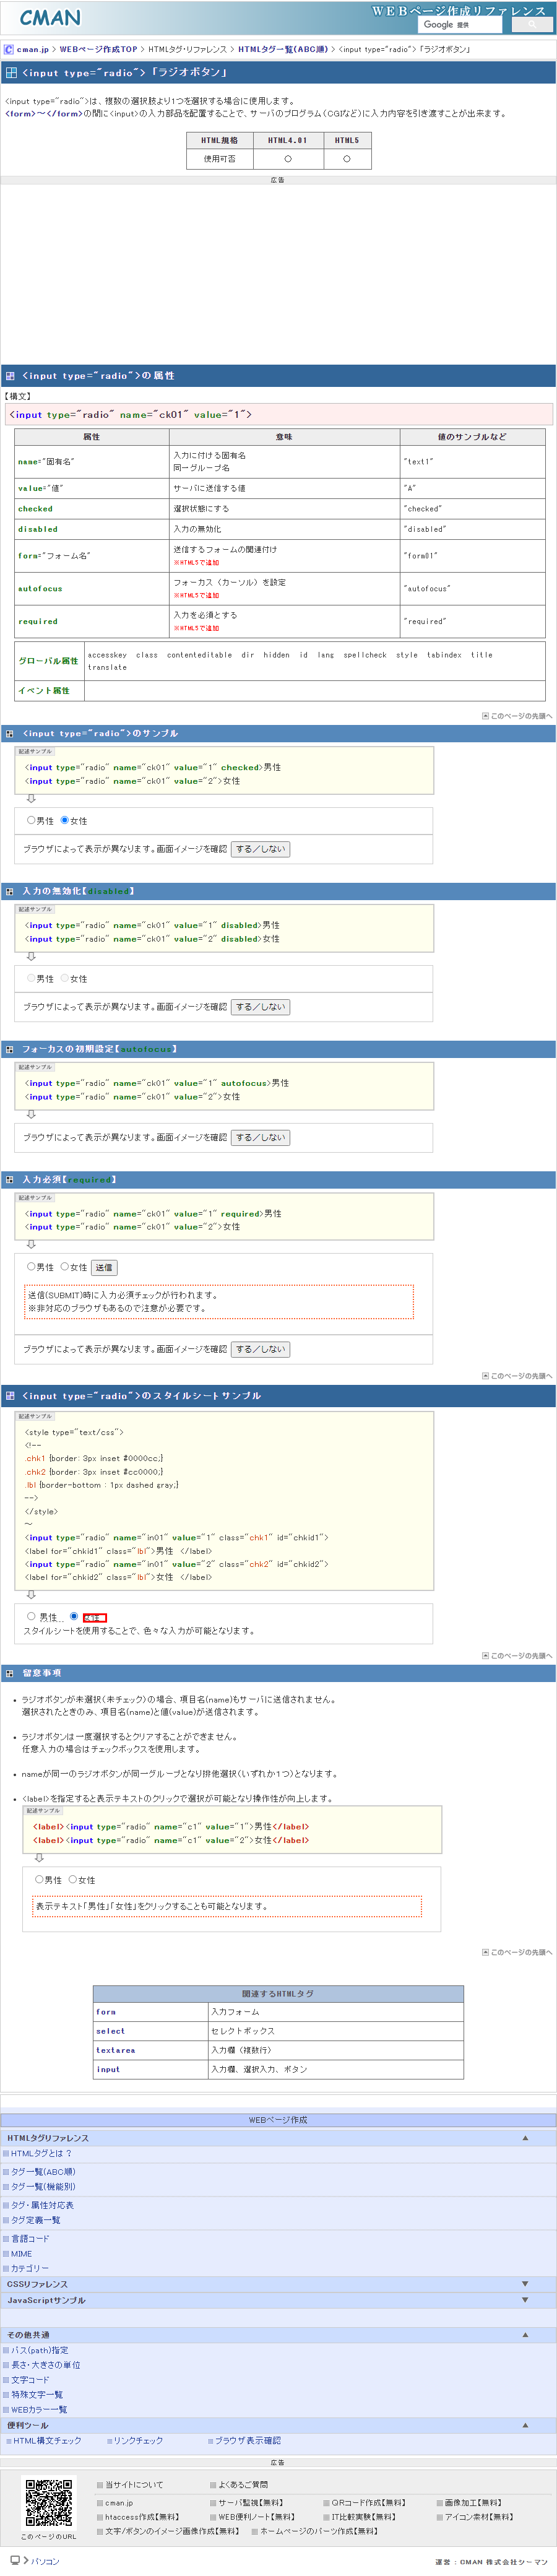 CMAN
WEBページ作成リファレンス
Google 提供
cman.jp > WEBページ作成TOP > HTMLタグ・リファレンス > HTMLタグ一覧(ABC順) > <input type="radio"> 「ラジオボタン」
<input type="radio"> 「ラジオボタン」
<input type="radio">は、複数の選択肢より1つを選択する場合に使用します。
<form>～</form>の間に<input>の入力部品を配置することで、サーバのプログラム（CGIなど）に入力内容を引き渡すことが出来ます。
HTML規格 HTML4.01 HTML5
使用可否 ○ ○
広告
<input type="radio">の属性
【構文】
<input type="radio" name="ck01" value="1">
属性 意味 値のサンプルなど
name="固有名" 入力に付ける固有名
同一グループ名 "text1"
value="値" サーバに送信する値 "A"
checked 選択状態にする "checked"
disabled 入力の無効化 "disabled"
form="フォーム名" 送信するフォームの関連付け
※HTML5で追加 "form01"
autofocus フォーカス（カーソル）を設定
※HTML5で追加 "autofocus"
required 入力を必須とする
※HTML5で追加 "required"
グローバル属性 accesskey class contenteditable dir hidden id lang spellcheck style tabindex title
translate
イベント属性
このページの先頭へ
<input type="radio">のサンプル
記述サンプル
<input type="radio" name="ck01" value="1" checked>男性
<input type="radio" name="ck01" value="2">女性
男性 女性
ブラウザによって表示が異なります。画面イメージを確認 する／しない
入力の無効化【disabled】
記述サンプル
<input type="radio" name="ck01" value="1" disabled>男性
<input type="radio" name="ck01" value="2" disabled>女性
男性 女性
ブラウザによって表示が異なります。画面イメージを確認 する／しない
フォーカスの初期設定【autofocus】
記述サンプル
<input type="radio" name="ck01" value="1" autofocus>男性
<input type="radio" name="ck01" value="2">女性
ブラウザによって表示が異なります。画面イメージを確認 する／しない
入力必須【required】
記述サンプル
<input type="radio" name="ck01" value="1" required>男性
<input type="radio" name="ck01" value="2">女性
男性 女性 送信
送信(SUBMIT)時に入力必須チェックが行われます。
※非対応のブラウザもあるので注意が必要です。
ブラウザによって表示が異なります。画面イメージを確認 する／しない
このページの先頭へ
<input type="radio">のスタイルシートサンプル
記述サンプル
<style type="text/css">
<!--
.chk1 {border: 3px inset #0000cc;}
.chk2 {border: 3px inset #cc0000;}
.lbl {border-bottom : 1px dashed gray;}
-->
</style>
～
<input type="radio" name="in01" value="1" class="chk1" id="chkid1">
<label for="chkid1" class="lbl">男性 </label>
<input type="radio" name="in01" value="2" class="chk2" id="chkid2">
<label for="chkid2" class="lbl">女性 </label>
男性 女性
スタイルシートを使用することで、色々な入力が可能となります。
このページの先頭へ
留意事項
• ラジオボタンが未選択（未チェック）の場合、項目名(name)もサーバに送信されません。
選択されたときのみ、項目名(name)と値(value)が送信されます。
• ラジオボタンは一度選択するとクリアすることができません。
任意入力の場合はチェックボックスを使用します。
• nameが同一のラジオボタンが同一グループとなり排他選択（いずれか1つ）となります。
• <label>を指定すると表示テキストのクリックで選択が可能となり操作性が向上します。
記述サンプル
<label><input type="radio" name="c1" value="1">男性</label>
<label><input type="radio" name="c1" value="2">女性</label>
男性 女性
表示テキスト「男性」「女性」をクリックすることも可能となります。
このページの先頭へ
関連するHTMLタグ
form 入力フォーム
select セレクトボックス
textarea 入力欄（複数行）
input 入力欄、選択入力、ボタン
WEBページ作成
HTMLタグリファレンス ▲
HTMLタグとは？
タグ一覧(ABC順)
タグ一覧(機能別)
タグ・属性対応表
タグ定義一覧
言語コード
MIME
カテゴリー
CSSリファレンス ▼
JavaScriptサンプル ▼
その他共通 ▲
パス(path)指定
長さ・大きさの単位
文字コード
特殊文字一覧
WEBカラー一覧
便利ツール ▲
HTML構文チェック リンクチェック ブラウザ表示確認
広告
このページのURL
当サイトについて よくあるご質問
cman.jp サーバ監視【無料】 QRコード作成【無料】 画像加工【無料】
htaccess作成【無料】 WEB便利ノート【無料】 IT比較実験【無料】 アイコン素材【無料】
文字/ボタンのイメージ画像作成【無料】 ホームページのパーツ作成【無料】
> パソコン
運営 : CMAN 株式会社シーマン